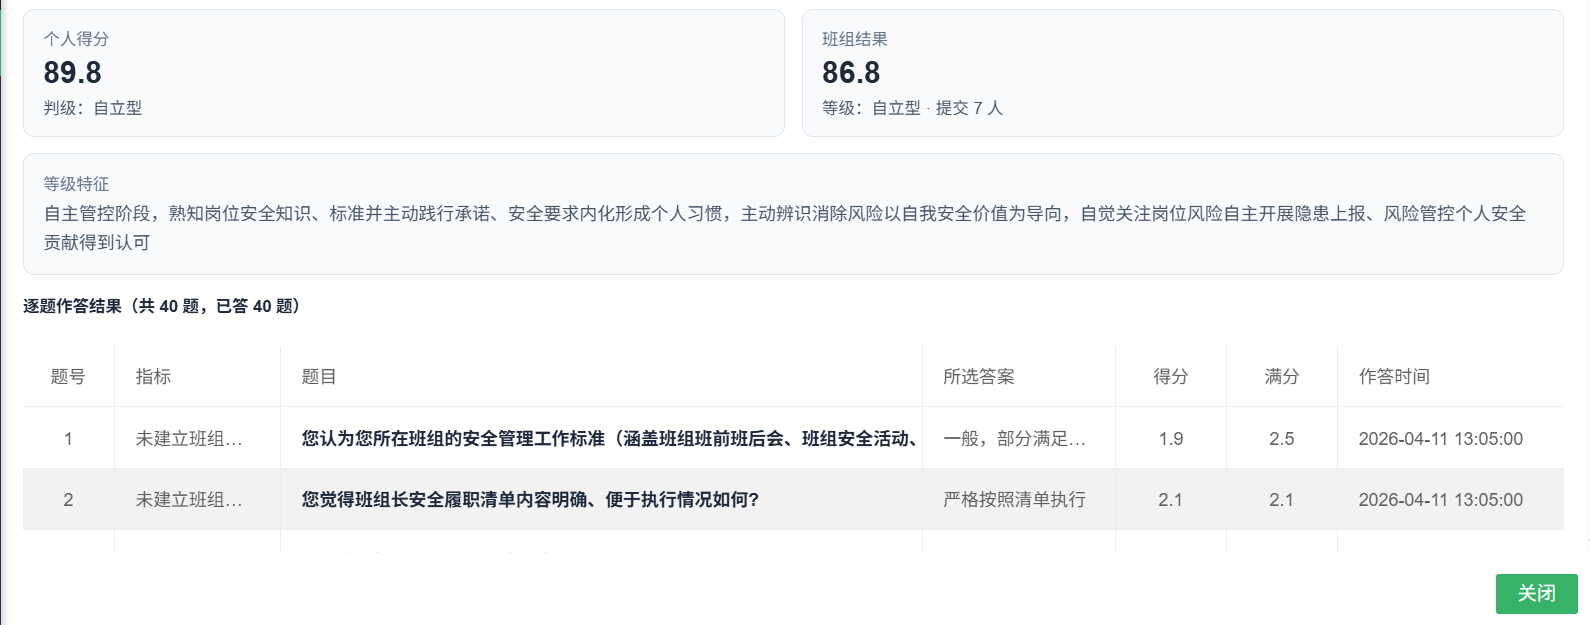 个人得分
89.8
判级：自立型
班组结果
86.8
等级：自立型 · 提交 7 人
等级特征
自主管控阶段，熟知岗位安全知识、标准并主动践行承诺、安全要求内化形成个人习惯，主动辨识消除风险以自我安全价值为导向，自觉关注岗位风险自主开展隐患上报、风险管控个人安全
贡献得到认可
逐题作答结果（共 40 题，已答 40 题）
题号 指标 题目 所选答案 得分 满分 作答时间
1 未建立班组… 您认为您所在班组的安全管理工作标准（涵盖班组班前班后会、班组安全活动、 一般，部分满足… 1.9 2.5 2026-04-11 13:05:00
2 未建立班组… 您觉得班组长安全履职清单内容明确、便于执行情况如何? 严格按照清单执行 2.1 2.1 2026-04-11 13:05:00
关闭